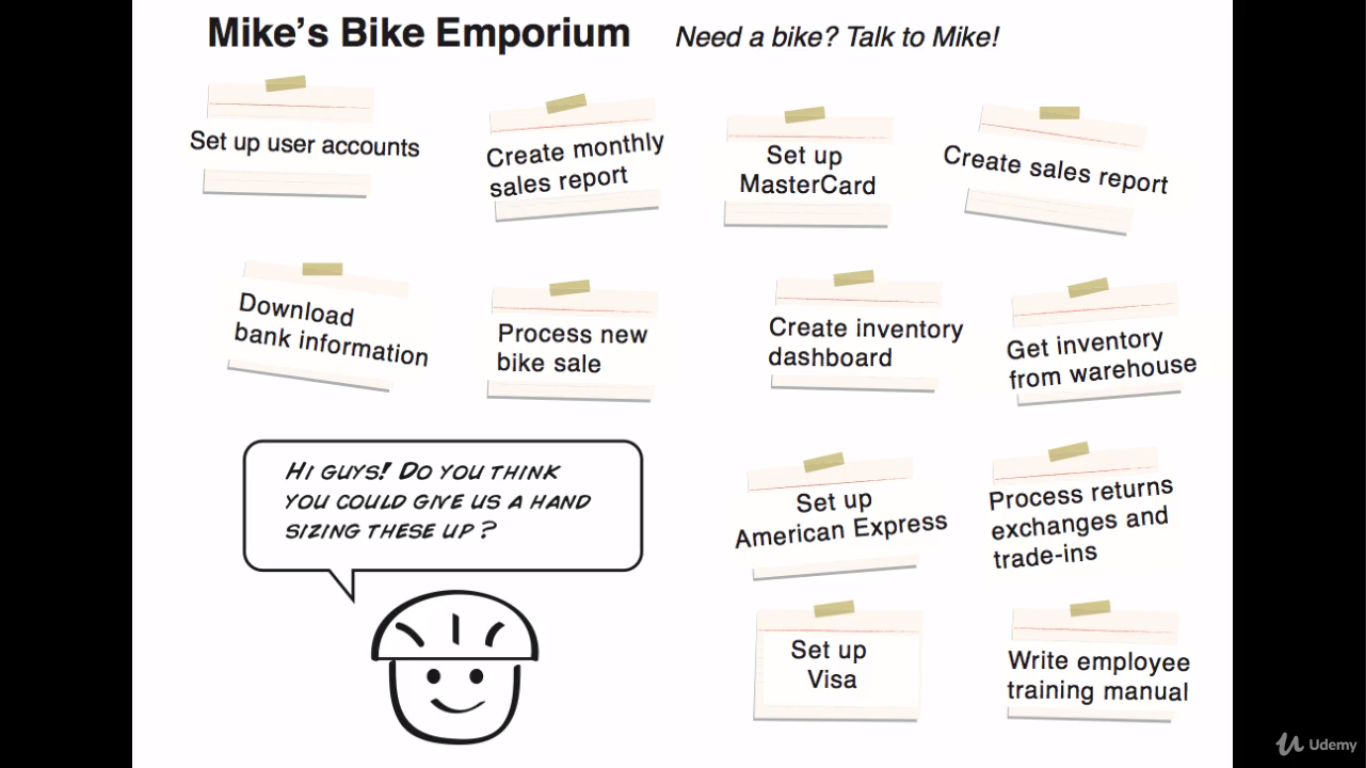 Mike's Bike Emporium
Need a bike? Talk to Mike!
Set up user accounts
Create monthly
sales report
Set up
MasterCard
Create sales report
Download
bank information
Process new
bike sale
Create inventory
dashboard
Get inventory
from warehouse
HI GUYS! DO YOU THINK
YOU COULD GIVE US A HAND
SIZING THESE UP?
Set up
American Express
Process returns
exchanges and
trade-ins
Set up
Visa
Write employee
training manual
Udemy